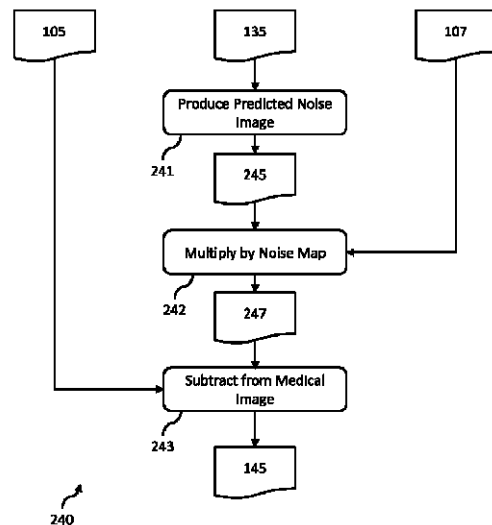 105
135
107
Produce Predicted Noise
Image
241
245
Multiply by Noise Map
242
247
Subtract from Medical
Image
243
145
240